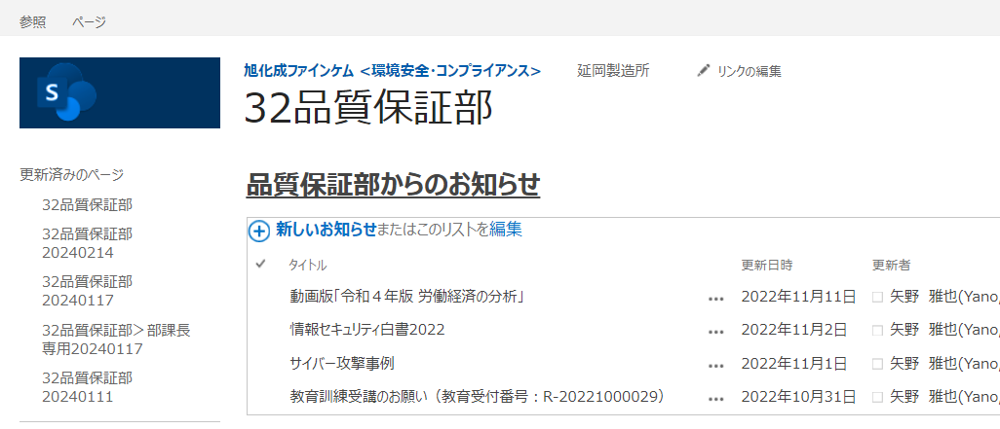 参照 ページ
旭化成ファインケム <環境安全・コンプライアンス> 延岡製造所 リンクの編集
S
32品質保証部
更新済みのページ
32品質保証部
32品質保証部
20240214
32品質保証部
20240117
32品質保証部＞部課長
専用20240117
32品質保証部
20240111
品質保証部からのお知らせ
新しいお知らせまたはこのリストを編集
タイトル 更新日時 更新者
動画版「令和４年版 労働経済の分析」 ... 2022年11月11日 矢野 雅也(Yano,
情報セキュリティ白書2022 ... 2022年11月2日 矢野 雅也(Yano,
サイバー攻撃事例 ... 2022年11月1日 矢野 雅也(Yano,
教育訓練受講のお願い（教育受付番号：R-20221000029） ... 2022年10月31日 矢野 雅也(Yano,